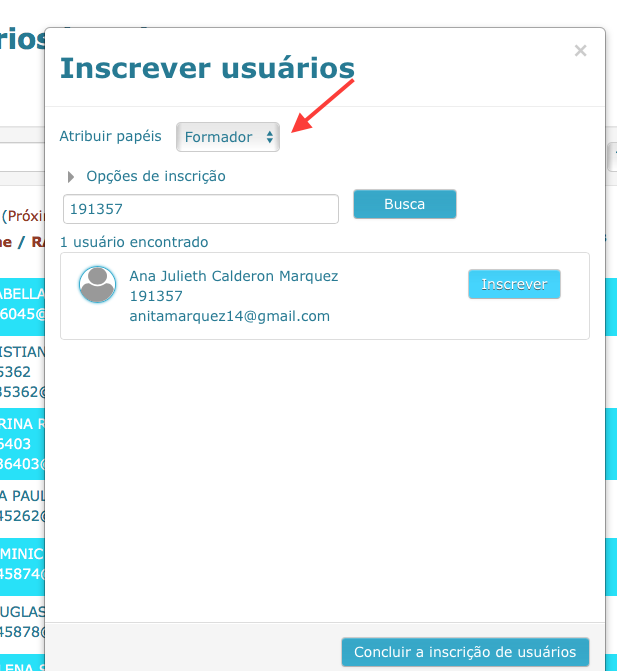 Inscrever usuários
×
Atribuir papéis Formador
Opções de inscrição
191357 Busca
1 usuário encontrado
Ana Julieth Calderon Marquez
191357
anitamarquez14@gmail.com
Inscrever
Concluir a inscrição de usuários
rios
(Próxin
ne / RA
ABELLA
6045@
ISTIAN
5362
35362@
RINA R
6403
36403@
A PAUL
45262@
MINIC
45874@
UGLAS
45878@
LENA S